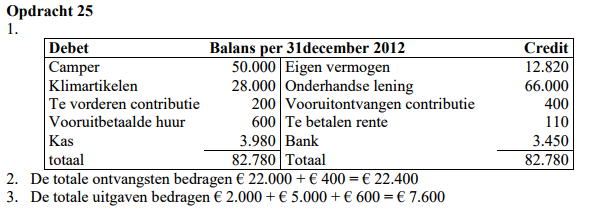 Opdracht 25
1.
Debet Balans per 31december 2012 Credit
Camper 50.000 Eigen vermogen 12.820
Klimartikelen 28.000 Onderhandse lening 66.000
Te vorderen contributie 200 Vooruitontvangen contributie 400
Vooruitbetaalde huur 600 Te betalen rente 110
Kas 3.980 Bank 3.450
totaal 82.780 Totaal 82.780
2. De totale ontvangsten bedragen € 22.000 + € 400 = € 22.400
3. De totale uitgaven bedragen € 2.000 + € 5.000 + € 600 = € 7.600